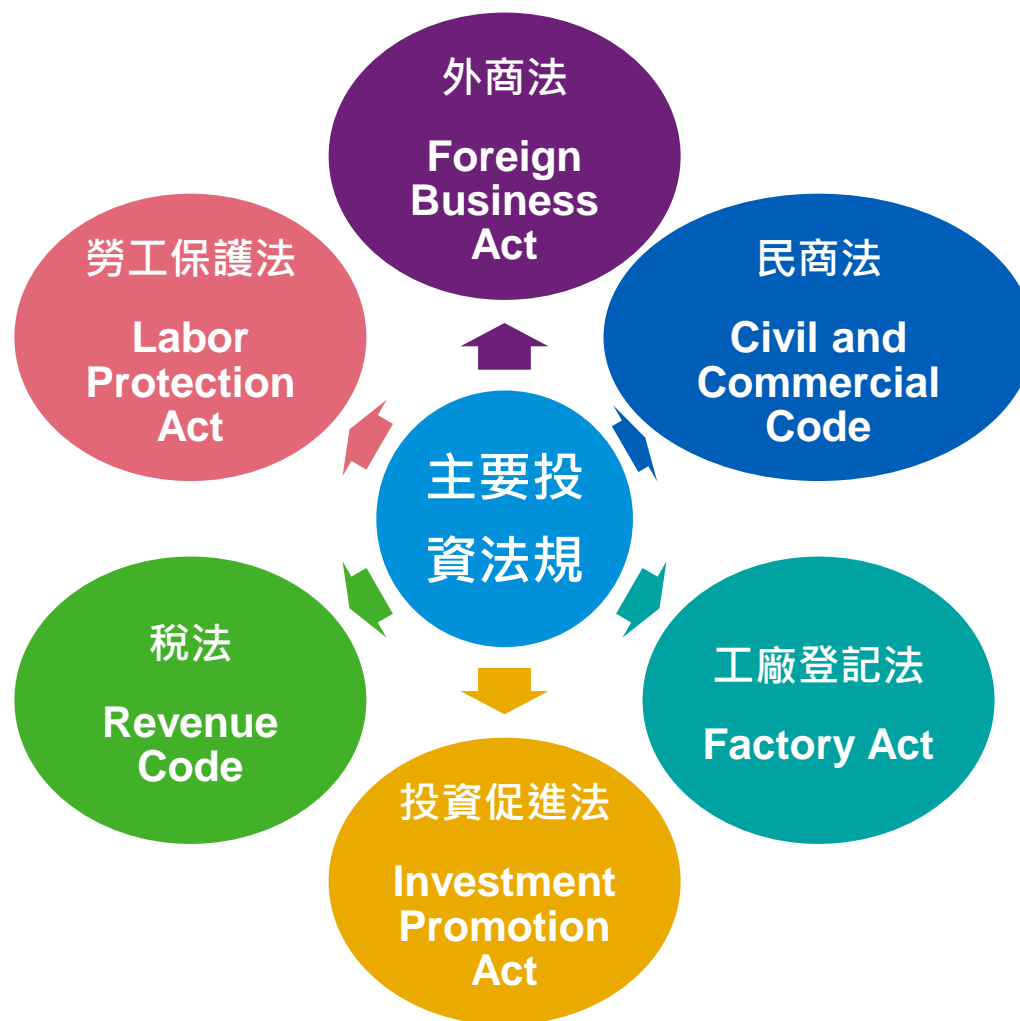 外商法
Foreign
Business
Act
民商法
Civil and
Commercial
Code
工廠登記法
Factory Act
投資促進法
Investment
Promotion
Act
稅法
Revenue
Code
勞工保護法
Labor
Protection
Act
主要投
資法規